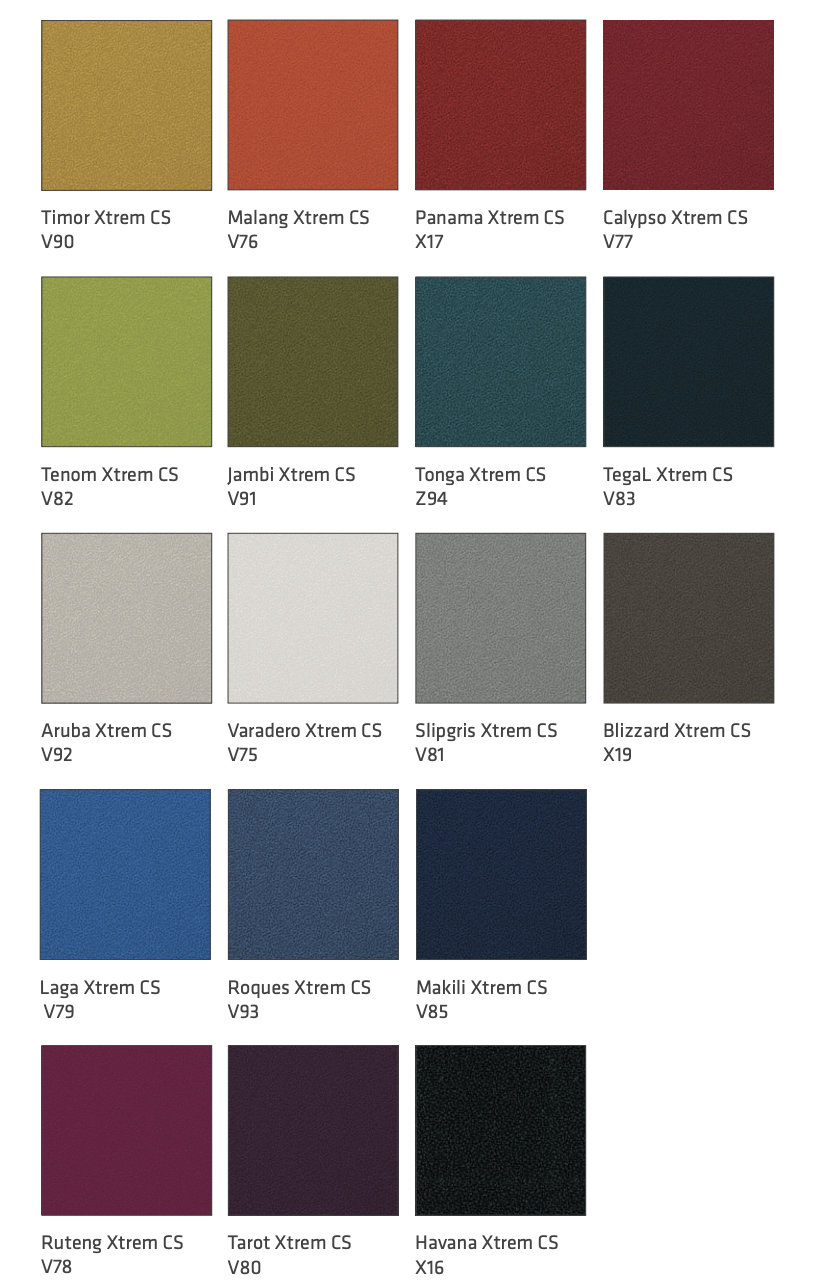 Timor Xtrem CS
V90
Malang Xtrem CS
V76
Panama Xtrem CS
X17
Calypso Xtrem CS
V77
Tenom Xtrem CS
V82
Jambi Xtrem CS
V91
Tonga Xtrem CS
Z94
TegaL Xtrem CS
V83
Aruba Xtrem CS
V92
Varadero Xtrem CS
V75
Slipgris Xtrem CS
V81
Blizzard Xtrem CS
X19
Laga Xtrem CS
V79
Roques Xtrem CS
V93
Makili Xtrem CS
V85
Ruteng Xtrem CS
V78
Tarot Xtrem CS
V80
Havana Xtrem CS
X16